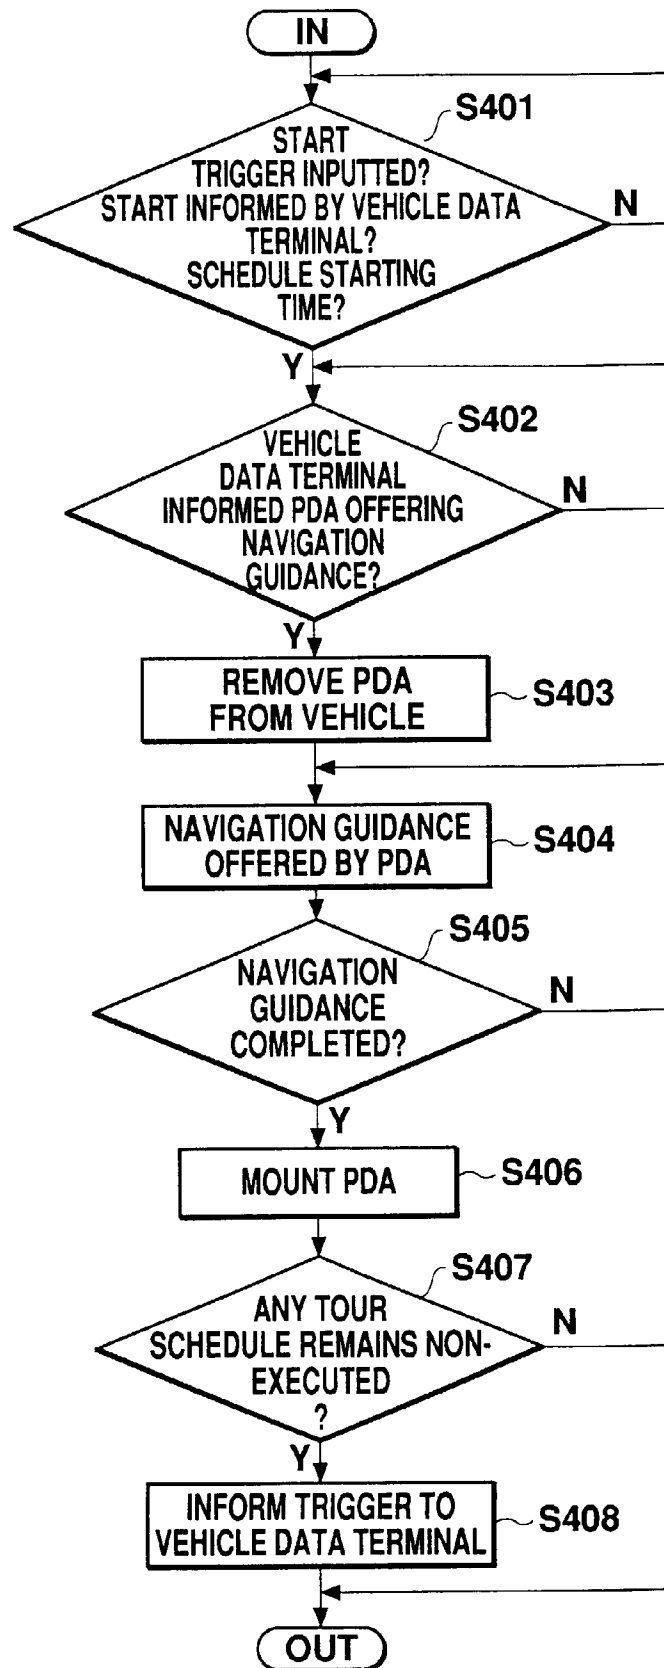 IN
S401
START
TRIGGER INPUTTED?
START INFORMED BY VEHICLE DATA
TERMINAL?
SCHEDULE STARTING
TIME?
N
Y
S402
VEHICLE
DATA TERMINAL
INFORMED PDA OFFERING
NAVIGATION
GUIDANCE?
N
Y
REMOVE PDA
FROM VEHICLE
S403
NAVIGATION GUIDANCE
OFFERED BY PDA
S404
S405
NAVIGATION
GUIDANCE
COMPLETED?
N
Y
MOUNT PDA
S406
S407
ANY TOUR
SCHEDULE REMAINS NON-
EXECUTED
?
N
Y
INFORM TRIGGER TO
VEHICLE DATA TERMINAL
S408
OUT